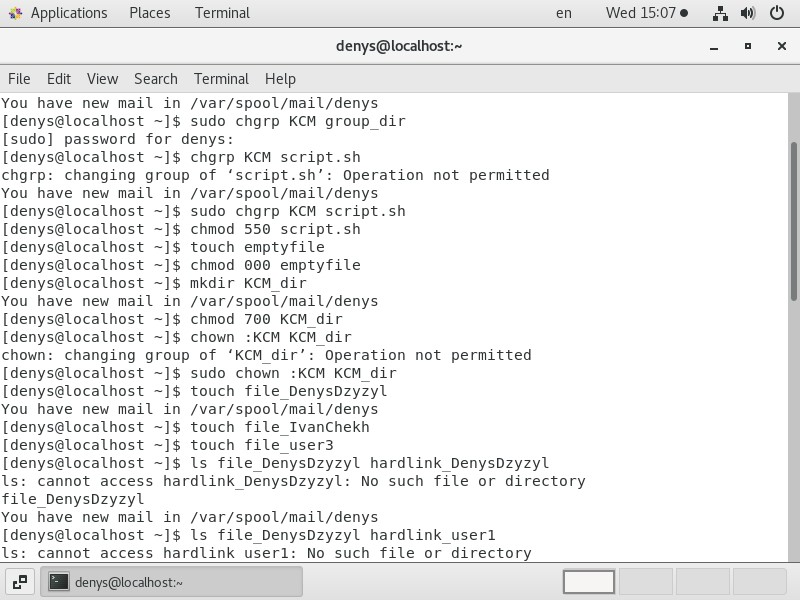 Applications Places Terminal en Wed 15:07
denys@localhost:~
File Edit View Search Terminal Help
You have new mail in /var/spool/mail/denys
[denys@localhost ~]$ sudo chgrp KCM group_dir
[sudo] password for denys:
[denys@localhost ~]$ chgrp KCM script.sh
chgrp: changing group of ‘script.sh’: Operation not permitted
You have new mail in /var/spool/mail/denys
[denys@localhost ~]$ sudo chgrp KCM script.sh
[denys@localhost ~]$ chmod 550 script.sh
[denys@localhost ~]$ touch emptyfile
[denys@localhost ~]$ chmod 000 emptyfile
[denys@localhost ~]$ mkdir KCM_dir
You have new mail in /var/spool/mail/denys
[denys@localhost ~]$ chmod 700 KCM_dir
[denys@localhost ~]$ chown :KCM KCM_dir
chown: changing group of ‘KCM_dir’: Operation not permitted
[denys@localhost ~]$ sudo chown :KCM KCM_dir
[denys@localhost ~]$ touch file_DenysDzyzyl
You have new mail in /var/spool/mail/denys
[denys@localhost ~]$ touch file_IvanChekh
[denys@localhost ~]$ touch file_user3
[denys@localhost ~]$ ls file_DenysDzyzyl hardlink_DenysDzyzyl
ls: cannot access hardlink_DenysDzyzyl: No such file or directory
file_DenysDzyzyl
You have new mail in /var/spool/mail/denys
[denys@localhost ~]$ ls file_DenysDzyzyl hardlink_user1
ls: cannot access hardlink_user1: No such file or directory
denys@localhost:~